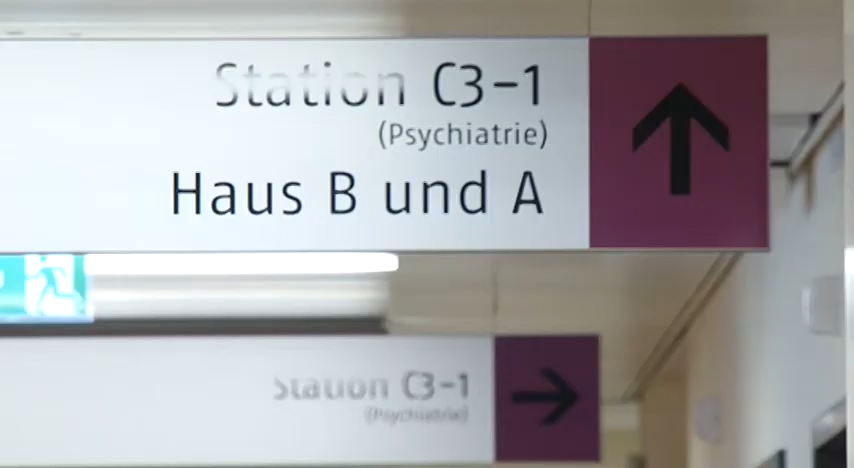 Station C3-1
(Psychiatrie)
Haus B und A
Station C3-1
(Psychiatrie)